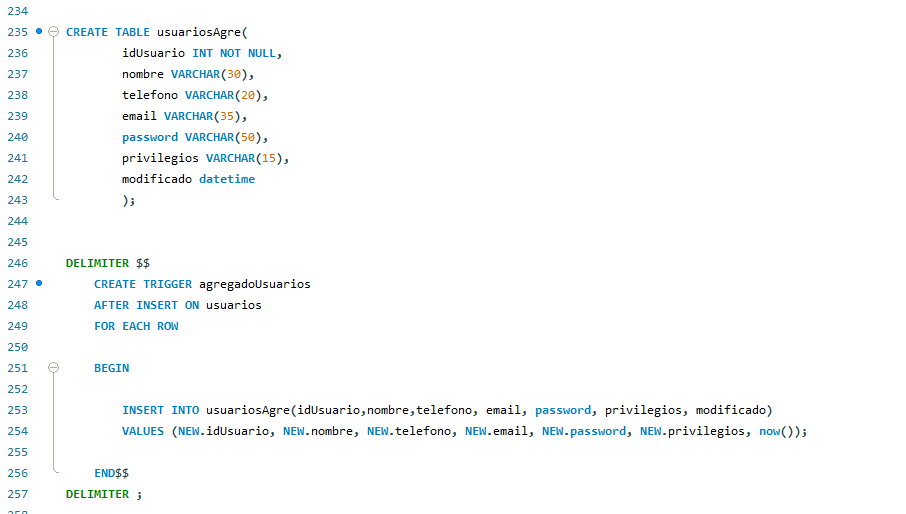 234
235 CREATE TABLE usuariosAgre(
236 idUsuario INT NOT NULL,
237 nombre VARCHAR(30),
238 telefono VARCHAR(20),
239 email VARCHAR(35),
240 password VARCHAR(50),
241 privilegios VARCHAR(15),
242 modificado datetime
243 );
244
245
246 DELIMITER $$
247 CREATE TRIGGER agregadoUsuarios
248 AFTER INSERT ON usuarios
249 FOR EACH ROW
250
251 BEGIN
252
253 INSERT INTO usuariosAgre(idUsuario,nombre,telefono, email, password, privilegios, modificado)
254 VALUES (NEW.idUsuario, NEW.nombre, NEW.telefono, NEW.email, NEW.password, NEW.privilegios, now());
255
256 END$$
257 DELIMITER ;